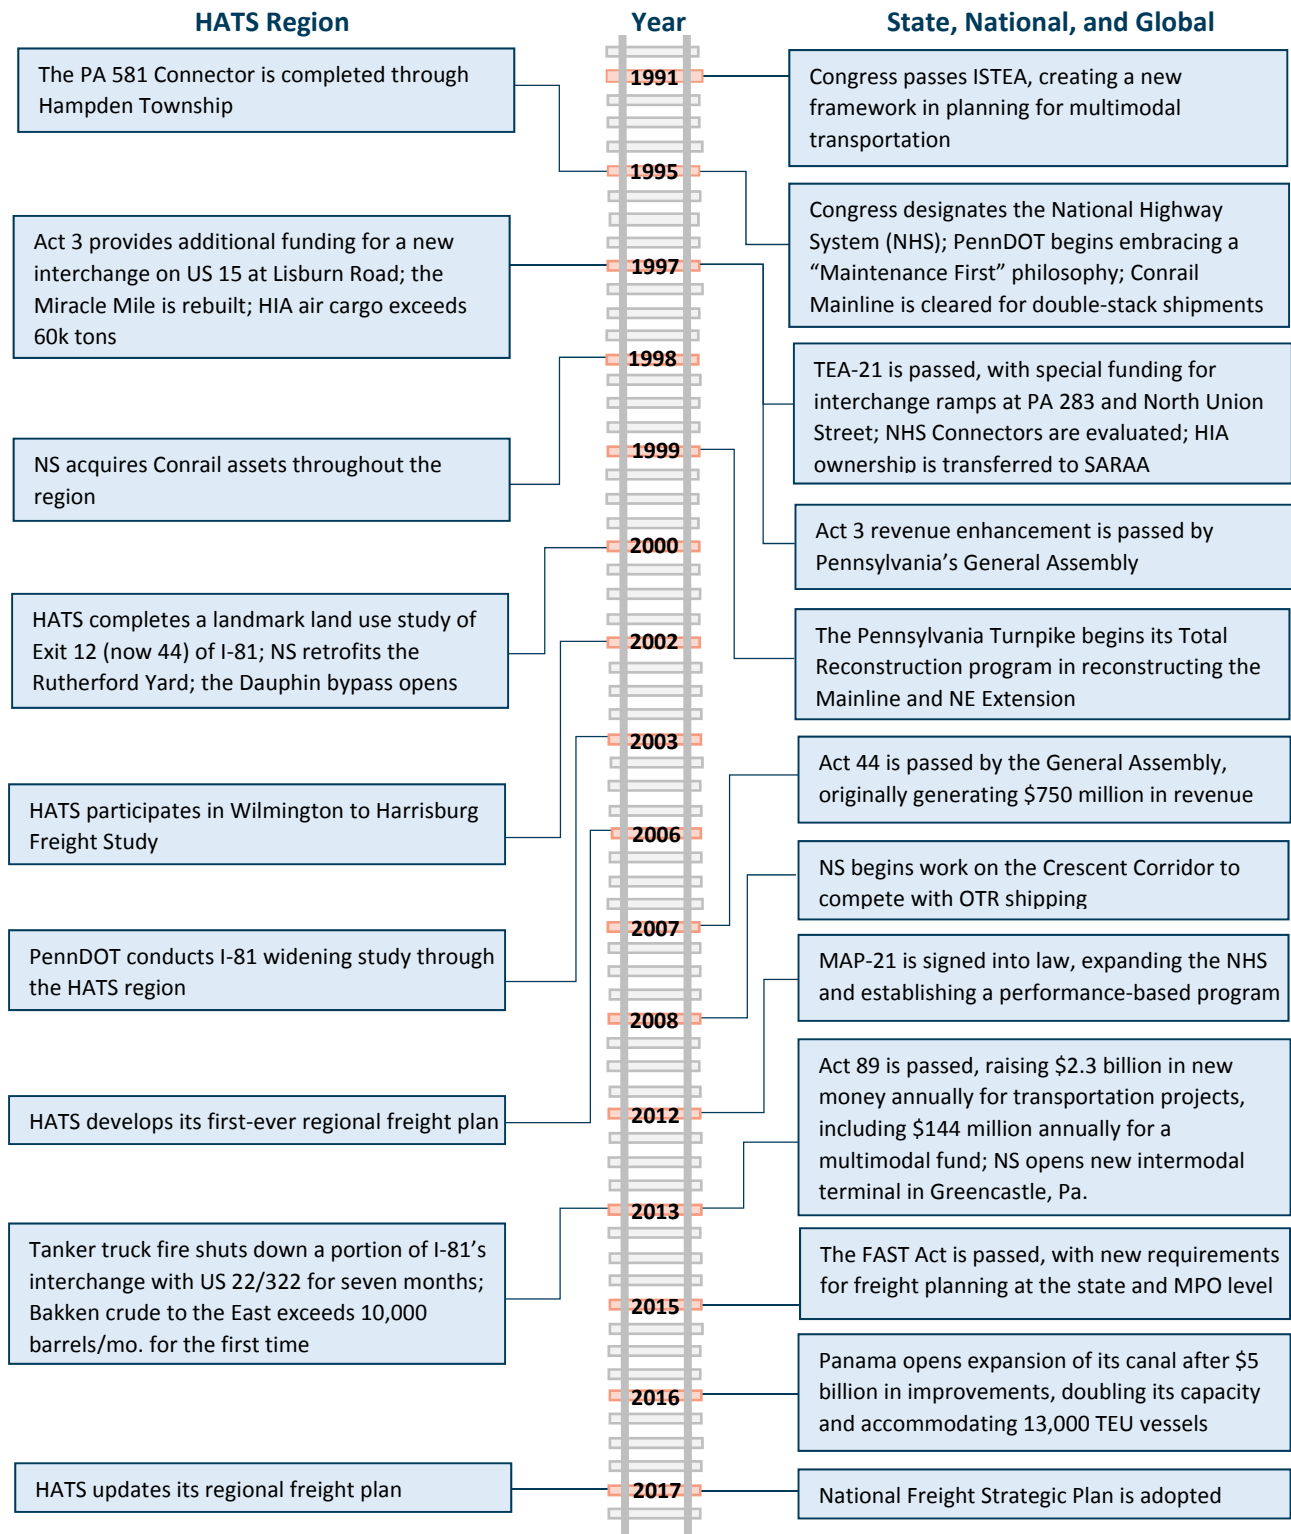 HATS Region
Year
State, National, and Global
The PA 581 Connector is completed through
Hampden Township
Act 3 provides additional funding for a new
interchange on US 15 at Lisburn Road; the
Miracle Mile is rebuilt; HIA air cargo exceeds
60k tons
NS acquires Conrail assets throughout the
region
HATS completes a landmark land use study of
Exit 12 (now 44) of I-81; NS retrofits the
Rutherford Yard; the Dauphin bypass opens
HATS participates in Wilmington to Harrisburg
Freight Study
PennDOT conducts I-81 widening study through
the HATS region
HATS develops its first-ever regional freight plan
Tanker truck fire shuts down a portion of I-81’s
interchange with US 22/322 for seven months;
Bakken crude to the East exceeds 10,000
barrels/mo. for the first time
HATS updates its regional freight plan
1991
1995
1997
1998
1999
2000
2002
2003
2006
2007
2008
2012
2013
2015
2016
2017
Congress passes ISTEA, creating a new
framework in planning for multimodal
transportation
Congress designates the National Highway
System (NHS); PennDOT begins embracing a
“Maintenance First” philosophy; Conrail
Mainline is cleared for double-stack shipments
TEA-21 is passed, with special funding for
interchange ramps at PA 283 and North Union
Street; NHS Connectors are evaluated; HIA
ownership is transferred to SARAA
Act 3 revenue enhancement is passed by
Pennsylvania’s General Assembly
The Pennsylvania Turnpike begins its Total
Reconstruction program in reconstructing the
Mainline and NE Extension
Act 44 is passed by the General Assembly,
originally generating $750 million in revenue
NS begins work on the Crescent Corridor to
compete with OTR shipping
MAP-21 is signed into law, expanding the NHS
and establishing a performance-based program
Act 89 is passed, raising $2.3 billion in new
money annually for transportation projects,
including $144 million annually for a
multimodal fund; NS opens new intermodal
terminal in Greencastle, Pa.
The FAST Act is passed, with new requirements
for freight planning at the state and MPO level
Panama opens expansion of its canal after $5
billion in improvements, doubling its capacity
and accommodating 13,000 TEU vessels
National Freight Strategic Plan is adopted